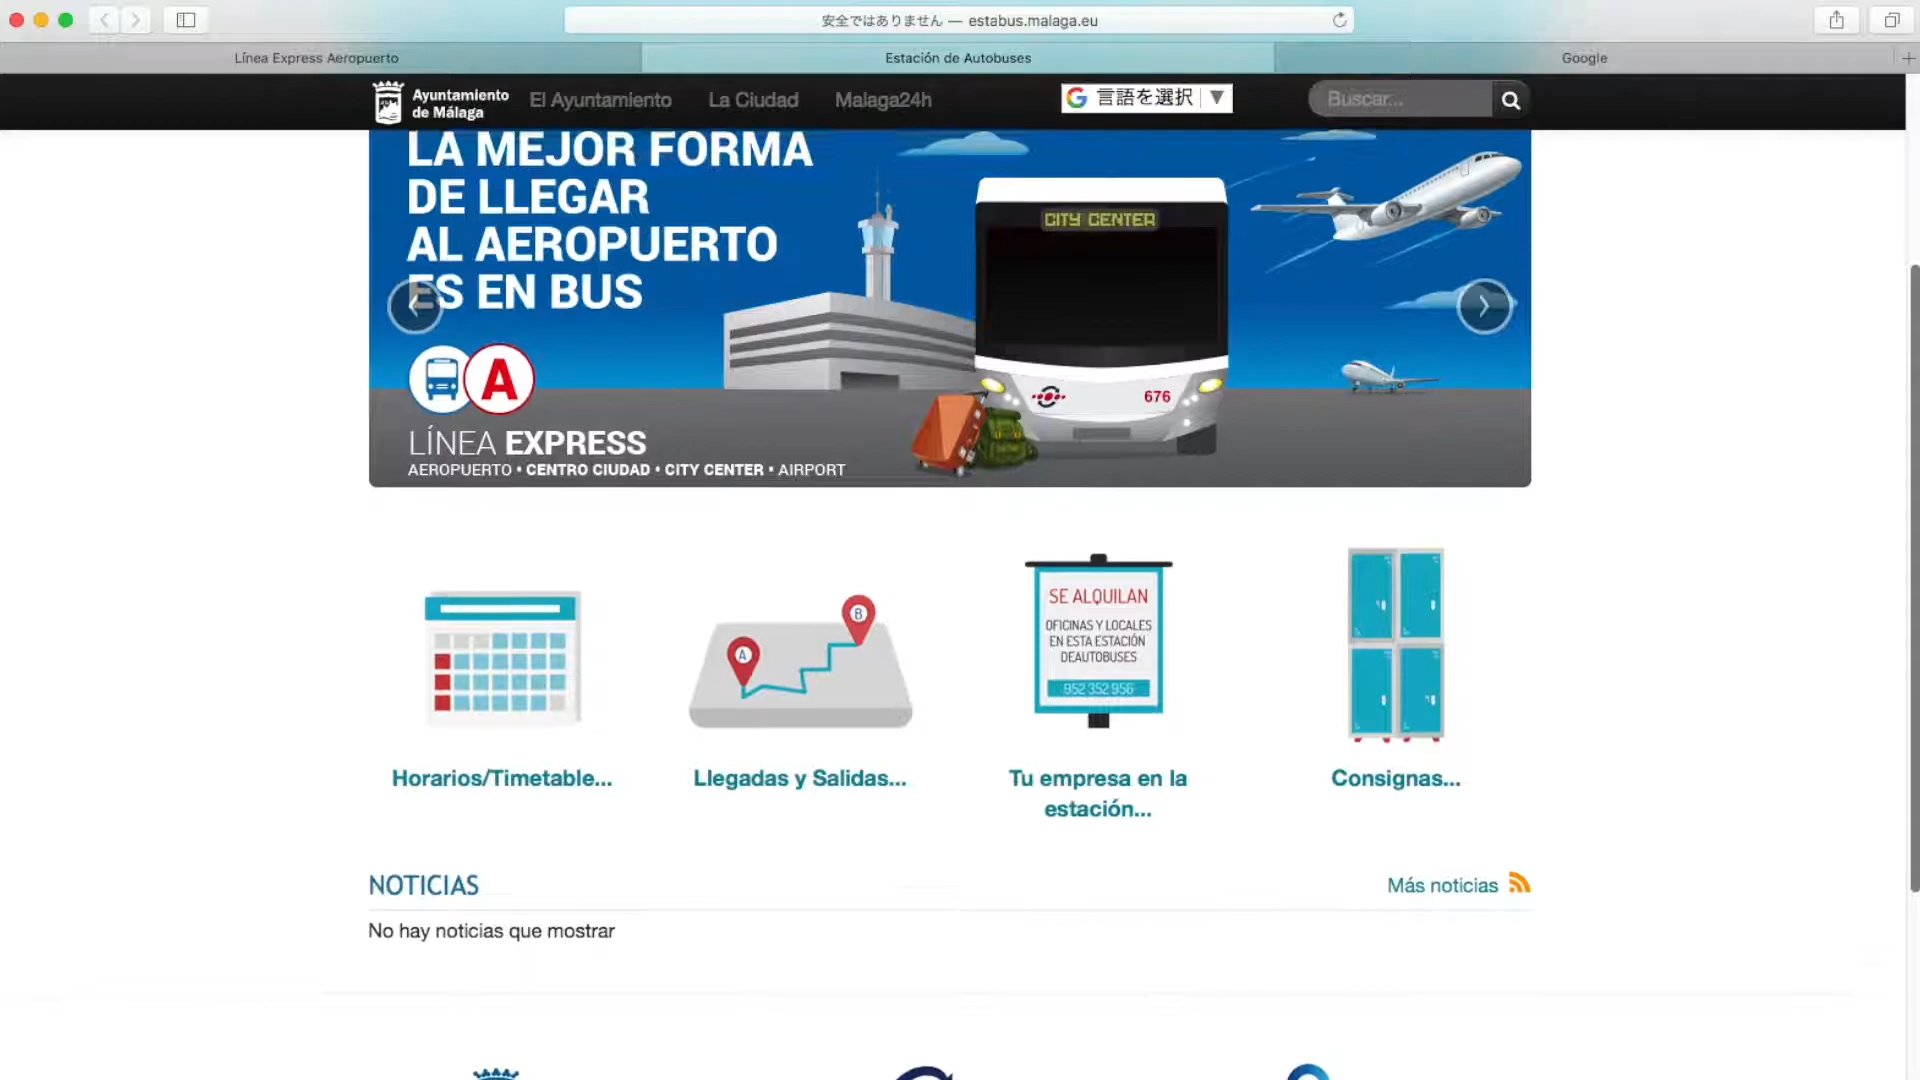 安全ではありません — estabus.malaga.eu
Línea Express Aeropuerto
Estación de Autobuses
Google
Ayuntamiento
de Málaga
El Ayuntamiento
La Ciudad
Malaga24h
G 言語を選択 ▼
Buscar...
LA MEJOR FORMA
DE LLEGAR
AL AEROPUERTO
ES EN BUS
CITY CENTER
676
A
LÍNEA EXPRESS
AEROPUERTO • CENTRO CIUDAD • CITY CENTER • AIRPORT
A
B
SE ALQUILAN
OFICINAS Y LOCALES
EN ESTA ESTACIÓN
DEAUTOBUSES
952 352 956
Horarios/Timetable...
Llegadas y Salidas...
Tu empresa en la
estación...
Consignas...
NOTICIAS
Más noticias
No hay noticias que mostrar